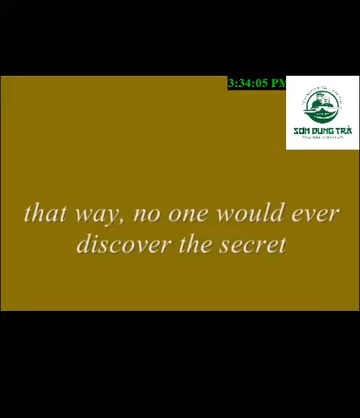 3:34:05 PM
SƠN DUNG TRÀ
that way, no one would ever
discover the secret